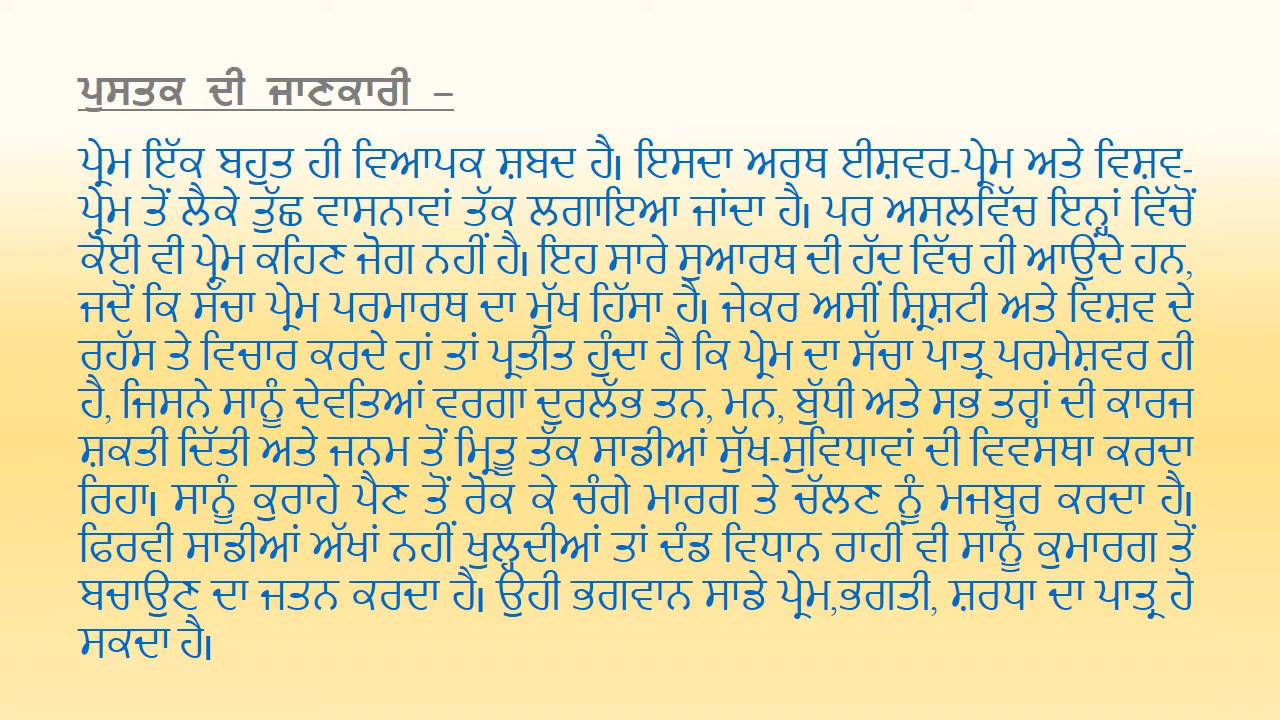 ਪੁਸਤਕ ਦੀ ਜਾਣਕਾਰੀ –
ਪ੍ਰੇਮ ਇੱਕ ਬਹੁਤ ਹੀ ਵਿਆਪਕ ਸ਼ਬਦ ਹੈ। ਇਸਦਾ ਅਰਥ ਈਸ਼ਵਰ-ਪ੍ਰੇਮ ਅਤੇ ਵਿਸ਼ਵ-
ਪ੍ਰੇਮ ਤੋਂ ਲੈਕੇ ਤੁੱਛ ਵਾਸਨਾਵਾਂ ਤੱਕ ਲਗਾਇਆ ਜਾਂਦਾ ਹੈ। ਪਰ ਅਸਲਵਿੱਚ ਇਨ੍ਹਾਂ ਵਿੱਚੋਂ
ਕੋਈ ਵੀ ਪ੍ਰੇਮ ਕਹਿਣ ਜੋਗ ਨਹੀਂ ਹੈ। ਇਹ ਸਾਰੇ ਸੁਆਰਥ ਦੀ ਹੱਦ ਵਿੱਚ ਹੀ ਆਉਂਦੇ ਹਨ,
ਜਦੋਂ ਕਿ ਸੱਚਾ ਪ੍ਰੇਮ ਪਰਮਾਰਥ ਦਾ ਮੁੱਖ ਹਿੱਸਾ ਹੈ। ਜੇਕਰ ਅਸੀਂ ਸ੍ਰਿਸ਼ਟੀ ਅਤੇ ਵਿਸ਼ਵ ਦੇ
ਰਹੱਸ ਤੇ ਵਿਚਾਰ ਕਰਦੇ ਹਾਂ ਤਾਂ ਪ੍ਰਤੀਤ ਹੁੰਦਾ ਹੈ ਕਿ ਪ੍ਰੇਮ ਦਾ ਸੱਚਾ ਪਾਤ੍ਰ ਪਰਮੇਸ਼ਵਰ ਹੀ
ਹੈ, ਜਿਸਨੇ ਸਾਨੂੰ ਦੇਵਤਿਆਂ ਵਰਗਾ ਦੁਰਲੱਭ ਤਨ, ਮਨ, ਬੁੱਧੀ ਅਤੇ ਸਭ ਤਰ੍ਹਾਂ ਦੀ ਕਾਰਜ
ਸ਼ਕਤੀ ਦਿੱਤੀ ਅਤੇ ਜਨਮ ਤੋਂ ਮ੍ਰਿਤੂ ਤੱਕ ਸਾਡੀਆਂ ਸੁੱਖ-ਸੁਵਿਧਾਵਾਂ ਦੀ ਵਿਵਸਥਾ ਕਰਦਾ
ਰਿਹਾ। ਸਾਨੂੰ ਕੁਰਾਹੇ ਪੈਣ ਤੋਂ ਰੋਕ ਕੇ ਚੰਗੇ ਮਾਰਗ ਤੇ ਚੱਲਣ ਨੂੰ ਮਜਬੂਰ ਕਰਦਾ ਹੈ।
ਫਿਰਵੀ ਸਾਡੀਆਂ ਅੱਖਾਂ ਨਹੀਂ ਖੁਲ੍ਹਦੀਆਂ ਤਾਂ ਦੰਡ ਵਿਧਾਨ ਰਾਹੀਂ ਵੀ ਸਾਨੂੰ ਕੁਮਾਰਗ ਤੋਂ
ਬਚਾਉਣ ਦਾ ਜਤਨ ਕਰਦਾ ਹੈ। ਉਹੀ ਭਗਵਾਨ ਸਾਡੇ ਪ੍ਰੇਮ,ਭਗਤੀ, ਸ਼ਰਧਾ ਦਾ ਪਾਤ੍ਰ ਹੋ
ਸਕਦਾ ਹੈ।